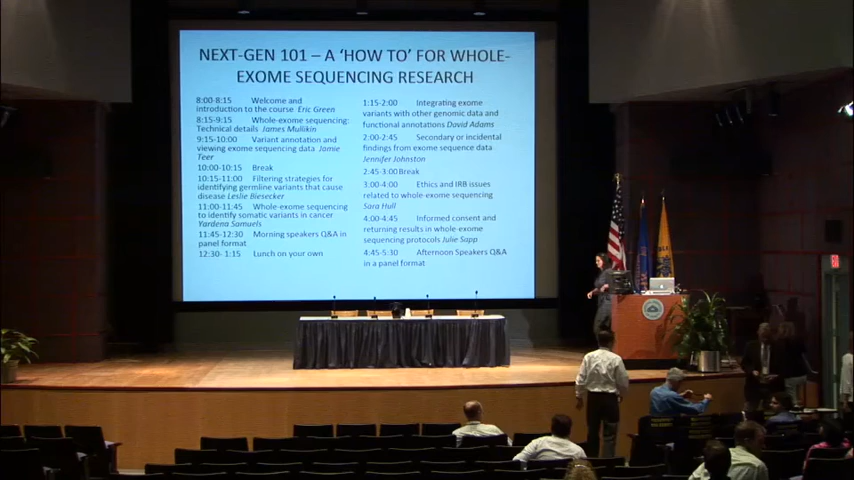 NEXT-GEN 101 – A 'HOW TO' FOR WHOLE-
EXOME SEQUENCING RESEARCH
8:00-8:15 Welcome and
introduction to the course Eric Green
8:15-9:15 Whole-exome sequencing:
Technical details James Mullikin
9:15-10:00 Variant annotation and
viewing exome sequencing data Jamie
Teer
10:00-10:15 Break
10:15-11:00 Filtering strategies for
identifying germline variants that cause
disease Leslie Biesecker
11:00-11:45 Whole-exome sequencing
to identify somatic variants in cancer
Yardena Samuels
11:45-12:30 Morning speakers Q&A in
panel format
12:30- 1:15 Lunch on your own
1:15-2:00 Integrating exome
variants with other genomic data and
functional annotations David Adams
2:00-2:45 Secondary or incidental
findings from exome sequence data
Jennifer Johnston
2:45-3:00 Break
3:00-4:00 Ethics and IRB issues
related to whole-exome sequencing
Sara Hull
4:00-4:45 Informed consent and
returning results in whole-exome
sequencing protocols Julie Sapp
4:45-5:30 Afternoon Speakers Q&A
in a panel format
EXIT